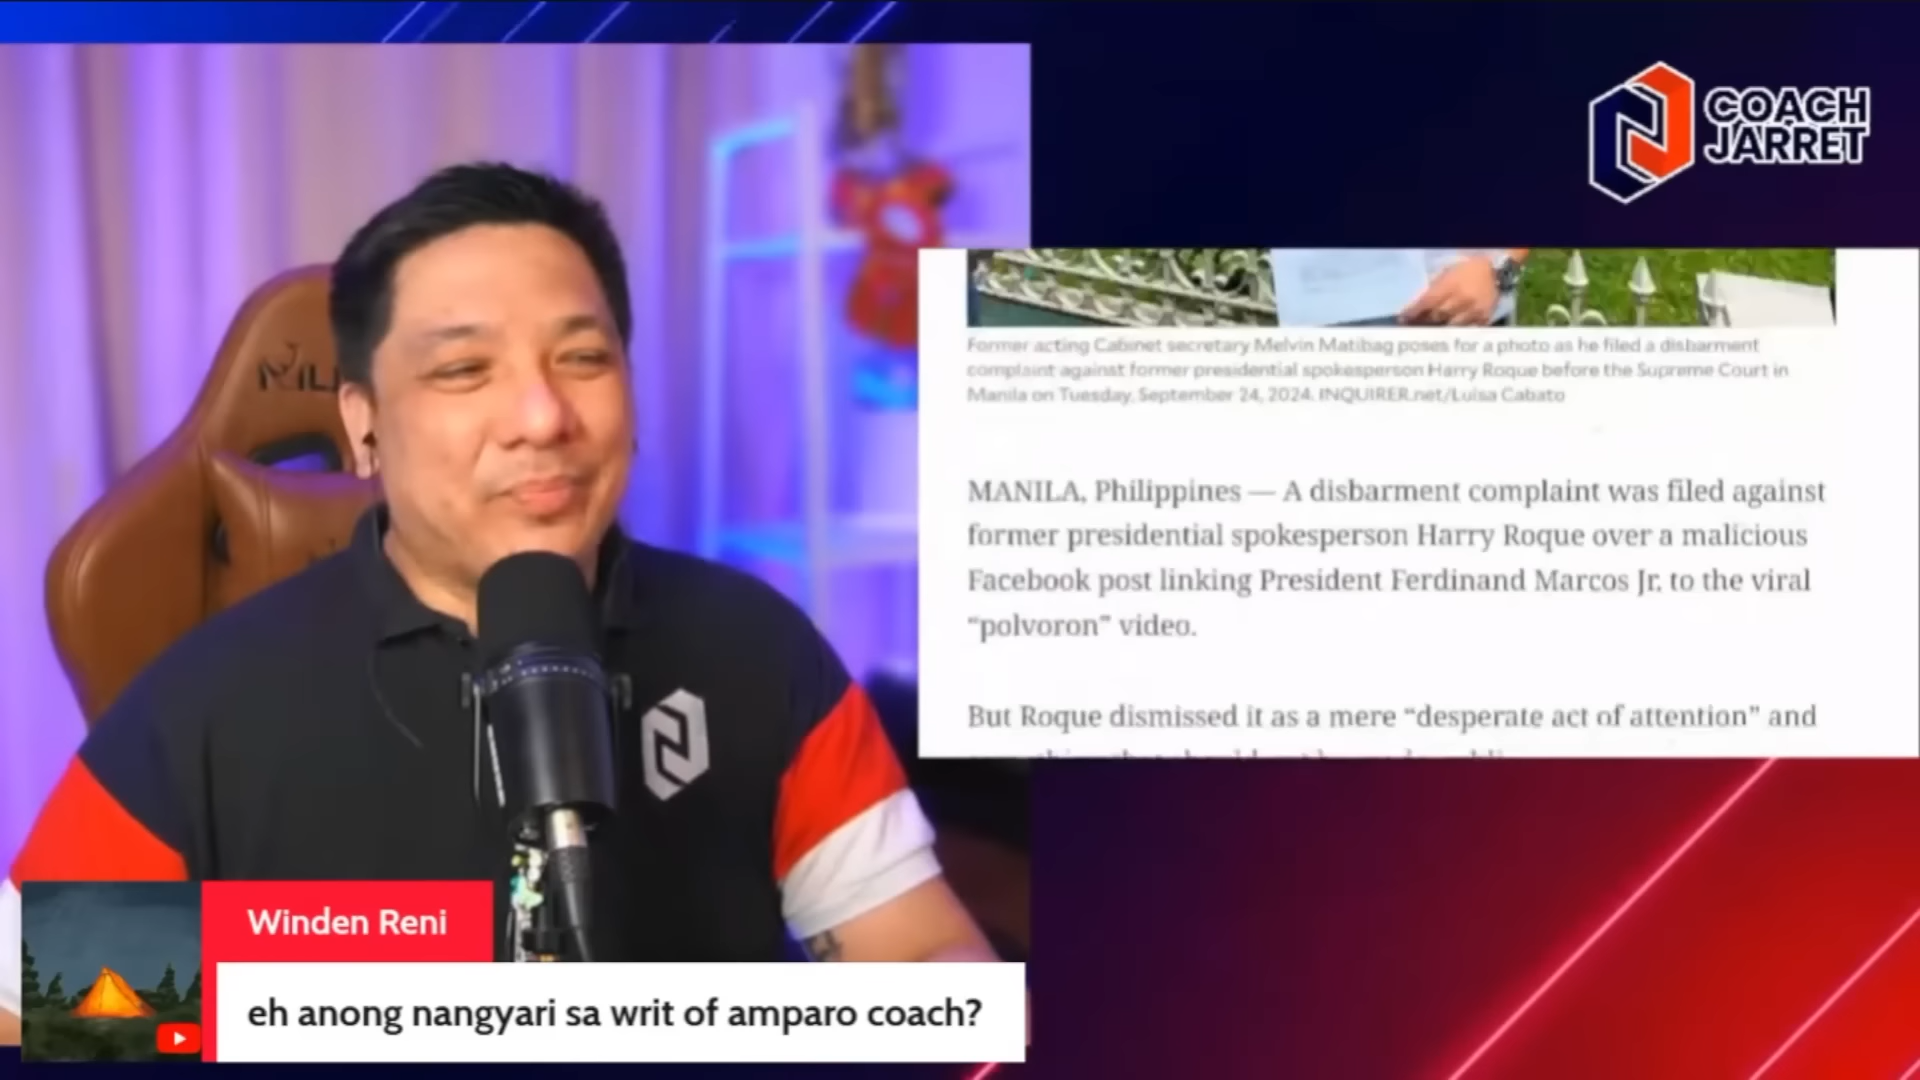 COACH
JARRET
Former acting Cabinet secretary Melvin Matibag poses for a photo as he filed a disbarment
complaint against former presidential spokesperson Harry Roque before the Supreme Court in
Manila on Tuesday, September 24, 2024. INQUIRER.net/Luisa Cabato
MANILA, Philippines — A disbarment complaint was filed against
former presidential spokesperson Harry Roque over a malicious
Facebook post linking President Ferdinand Marcos Jr. to the viral
“polvoron” video.
But Roque dismissed it as a mere “desperate act of attention” and
Winden Reni
eh anong nangyari sa writ of amparo coach?